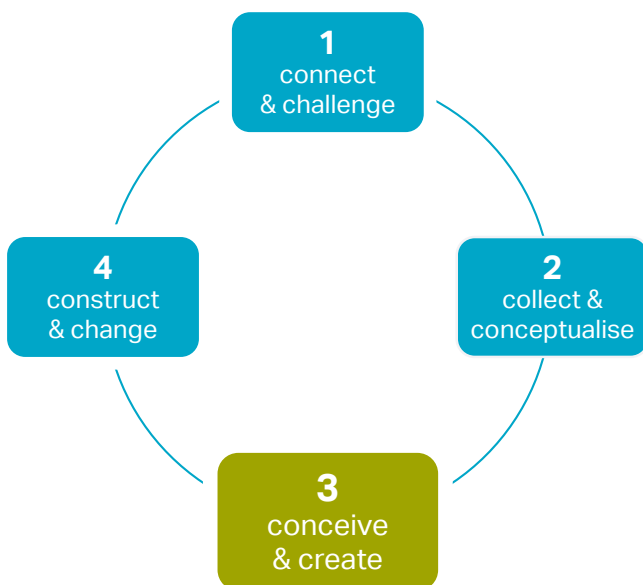 1
connect
& challenge
2
collect &
conceptualise
3
conceive
& create
4
construct
& change